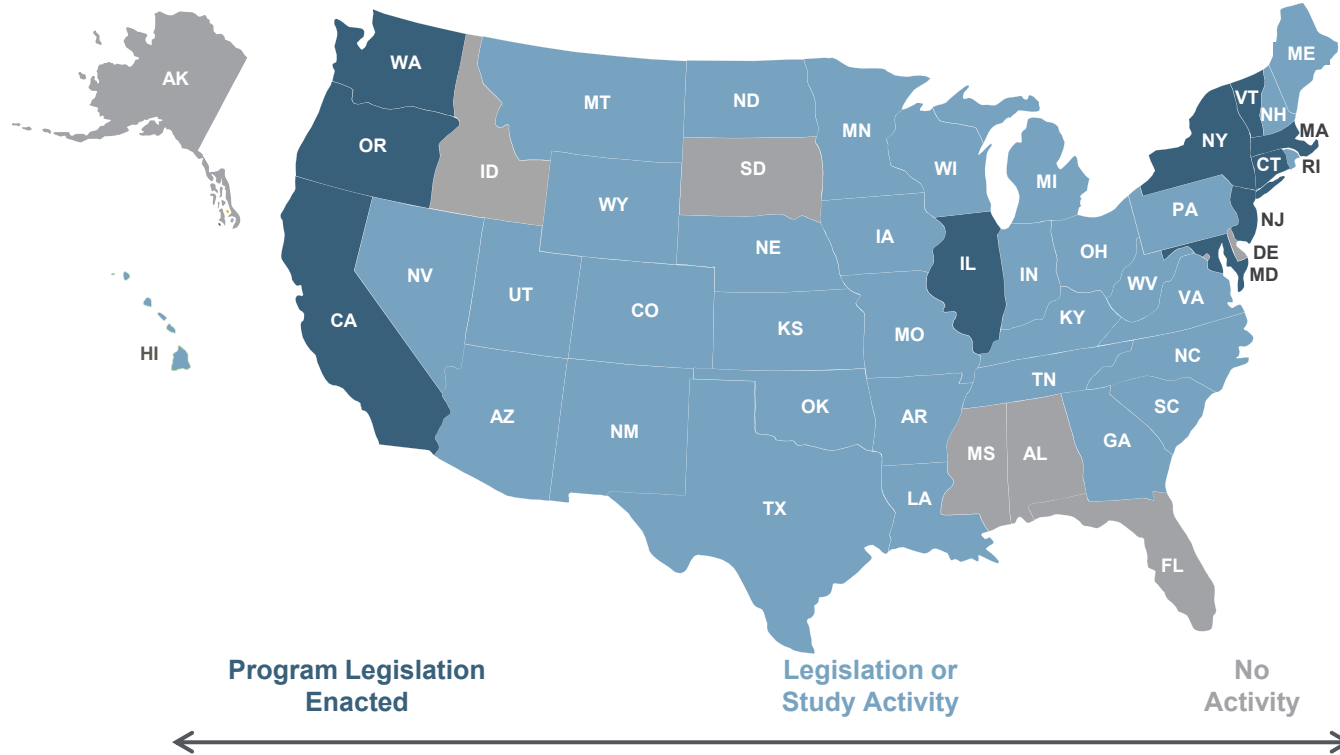 AK
WA
OR
CA
ID
NV
MT
WY
UT
AZ
CO
NM
ND
SD
NE
KS
OK
TX
MN
IA
MO
AR
LA
WI
IL
MI
IN
OH
KY
TN
MS
AL
GA
FL
SC
NC
VA
WV
PA
NY
VT
NH
ME
MA
CT
RI
NJ
DE
MD
HI
Program Legislation
Enacted
Legislation or
Study Activity
No
Activity